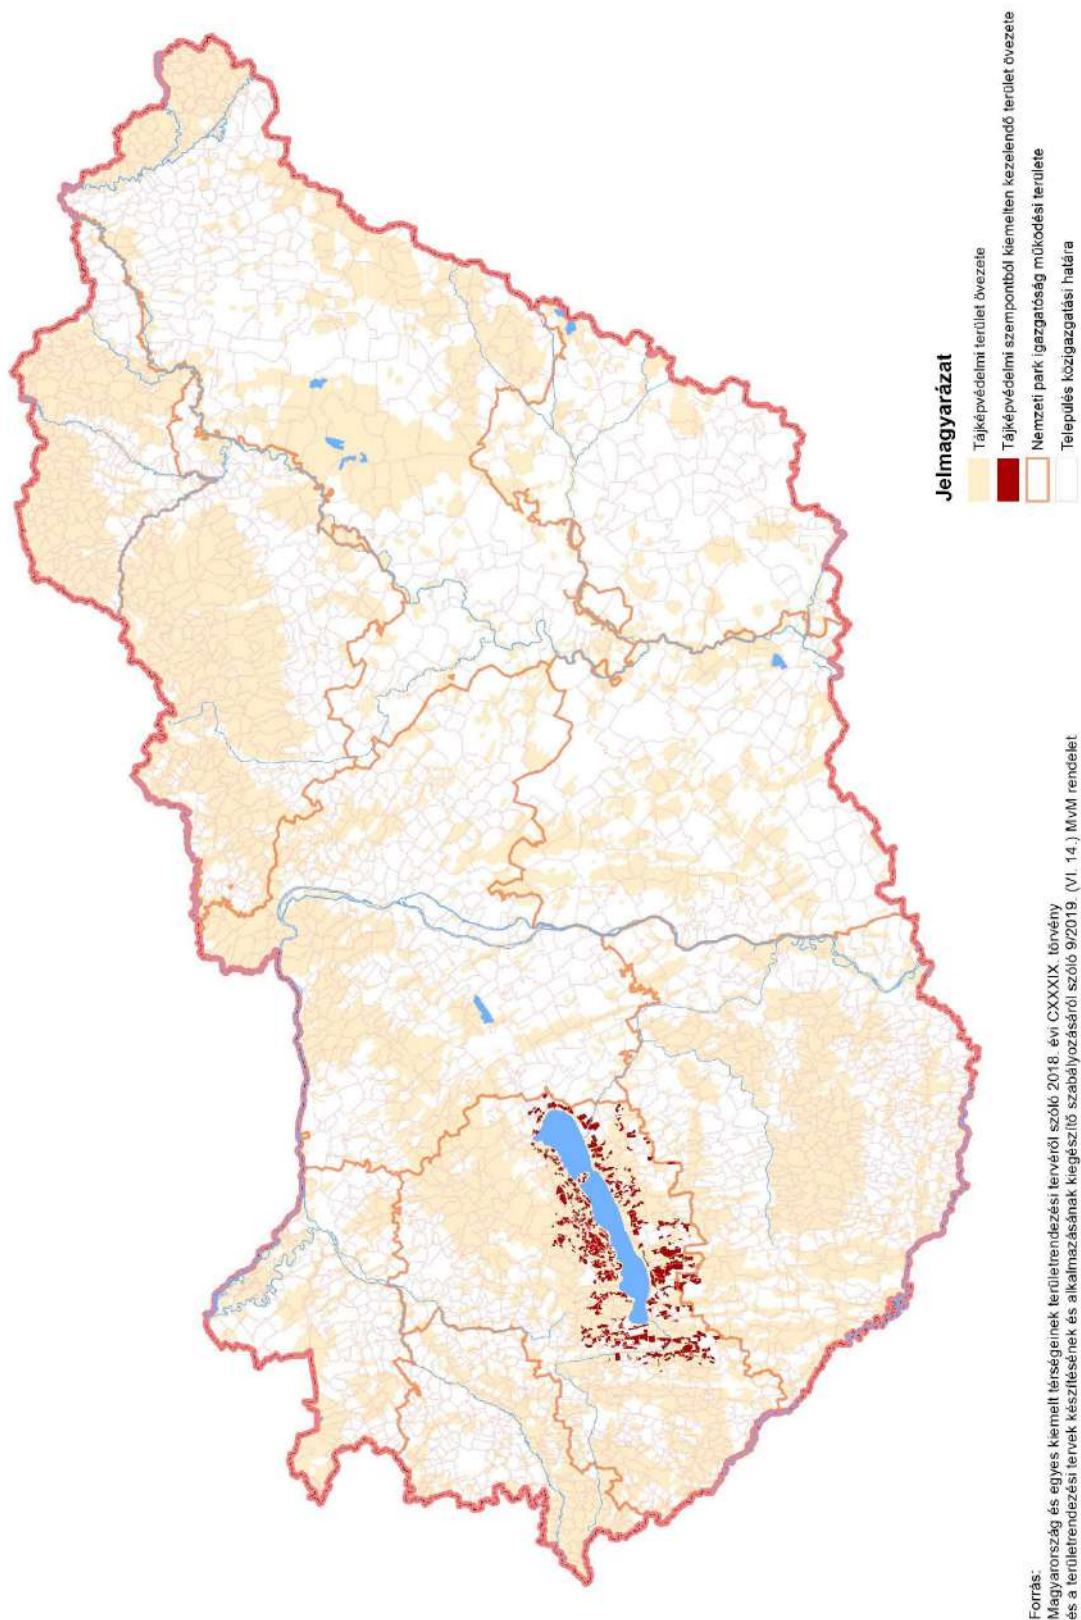 Jelmagyarázat
Tájképvédelmi terület övezete
Tájképvédelmi szempontból kiemelten kezelendő terület övezete
Nemzeti park igazgatóság működési területe
Település közigazgatási határa
Forrás:
Magyarország és egyes kiemelt térségeinek területrendezési tervéről szóló 2018. évi CXXXIX. törvény
és a területrendezési tervek készítésének és alkalmazásának kiegészítő szabályozásáról szóló 9/2019. (VI. 14.) MvM rendelet